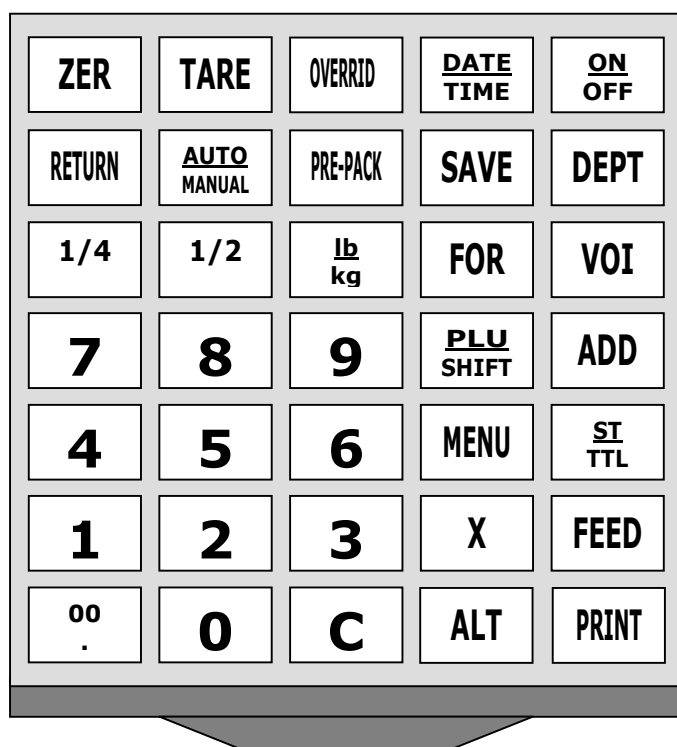 ZER TARE OVERRID DATE ON
TIME OFF
RETURN AUTO PRE-PACK SAVE DEPT
MANUAL
1/4 1/2 lb FOR VOI
kg
7 8 9 PLU ADD
SHIFT
4 5 6 MENU ST
TTL
1 2 3 X FEED
00 0 C ALT PRINT
.